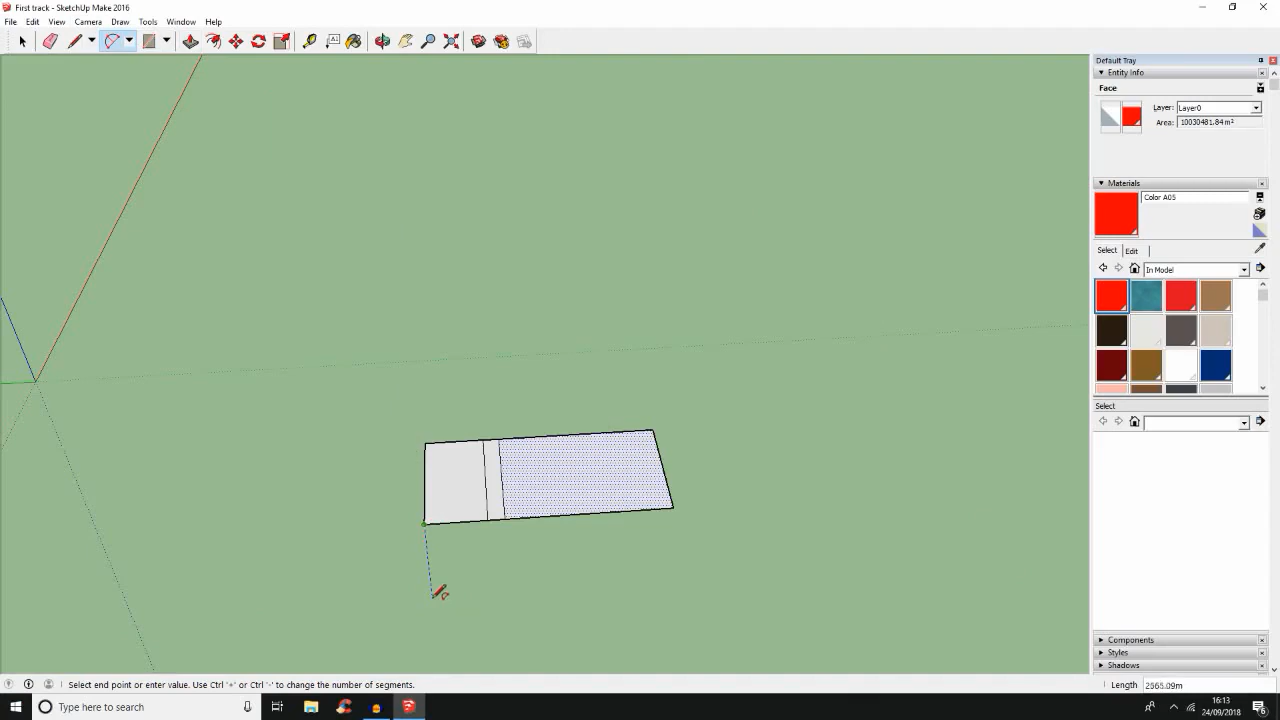 First track - SketchUp Make 2016
File Edit View Camera Draw Tools Window Help
Default Tray
Entity Info
Face
Layer: Layer0
Area: 10030481.84 m²
Materials
Color A05
Select Edit
In Model
Select
Components
Styles
Shadows
Select end point or enter value. Use Ctrl '+' or Ctrl '-' to change the number of segments.
Length 2565.09m
Type here to search
16:13
24/09/2018
6